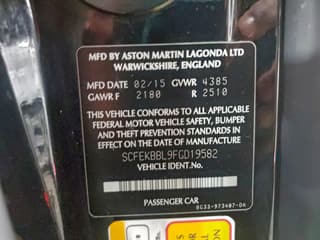 MFD BY ASTON MARTIN LAGONDA LTD
WARWICKSHIRE, ENGLAND
MFD DATE 02/15 GVWR 4385
GAWR F 2180 R 2510
THIS VEHICLE CONFORMS TO ALL APPLICABLE
FEDERAL MOTOR VEHICLE SAFETY, BUMPER
AND THEFT PREVENTION STANDARDS IN
EFFECT ON THE DATE OF MANUFACTURE
SCFEKBBL9FGD19582
VEHICLE IDENT.No.
PASSENGER CAR